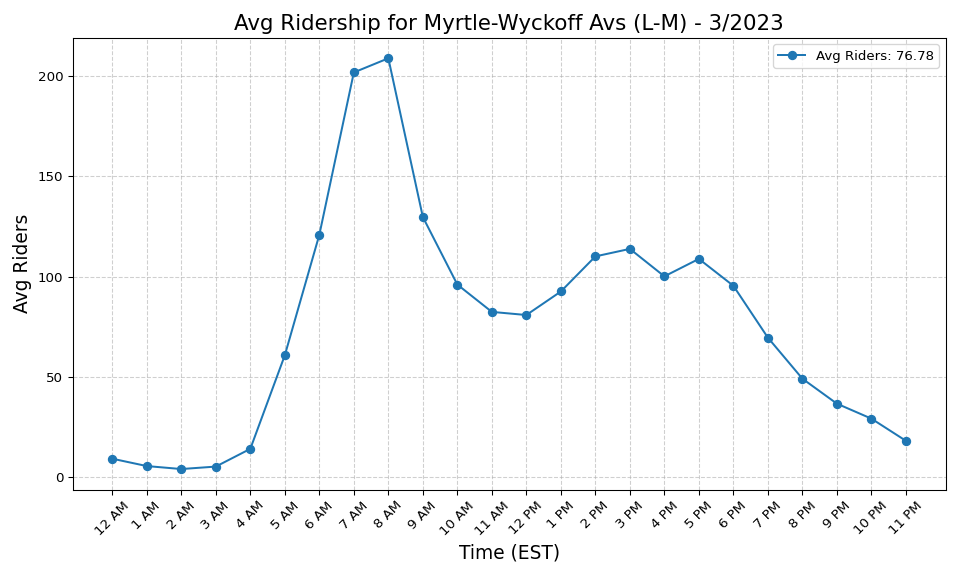 Avg Ridership for Myrtle-Wyckoff Avs (L-M) - 3/2023
Avg Riders: 76.78
Avg Riders
200
150
100
50
0
12 AM
1 AM
2 AM
3 AM
4 AM
5 AM
6 AM
7 AM
8 AM
9 AM
10 AM
11 AM
12 PM
1 PM
2 PM
3 PM
4 PM
5 PM
6 PM
7 PM
8 PM
9 PM
10 PM
11 PM
Time (EST)